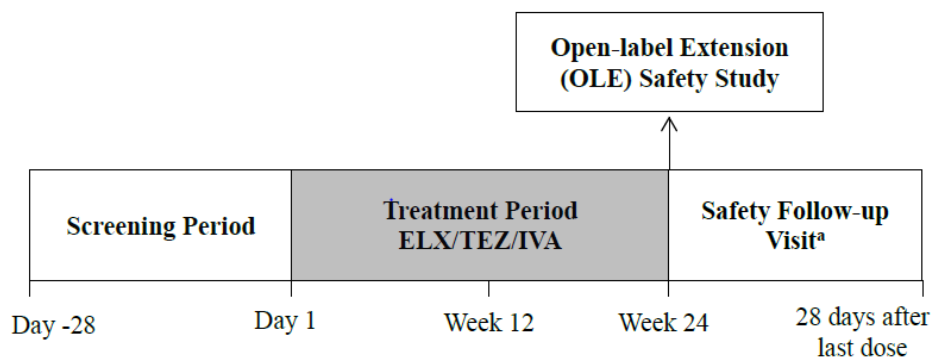 Open-label Extension
(OLE) Safety Study
Screening Period
Treatment Period
ELX/TEZ/IVA
Safety Follow-up
Visitᵃ
Day -28
Day 1
Week 12
Week 24
28 days after
last dose